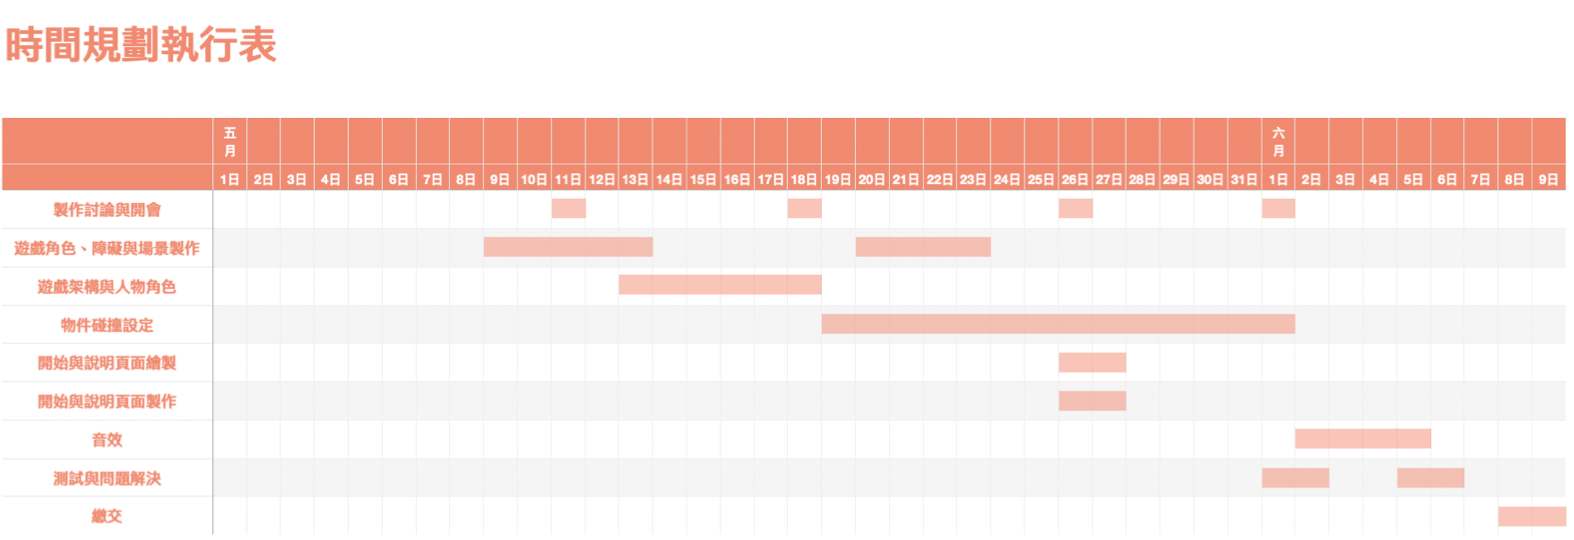 時間規劃執行表
五月 六月
1日 2日 3日 4日 5日 6日 7日 8日 9日 10日 11日 12日 13日 14日 15日 16日 17日 18日 19日 20日 21日 22日 23日 24日 25日 26日 27日 28日 29日 30日 31日 1日 2日 3日 4日 5日 6日 7日 8日 9日
製作討論與開會
遊戲角色、障礙與場景製作
遊戲架構與人物角色
物件碰撞設定
開始與說明頁面繪製
開始與說明頁面製作
音效
測試與問題解決
繳交